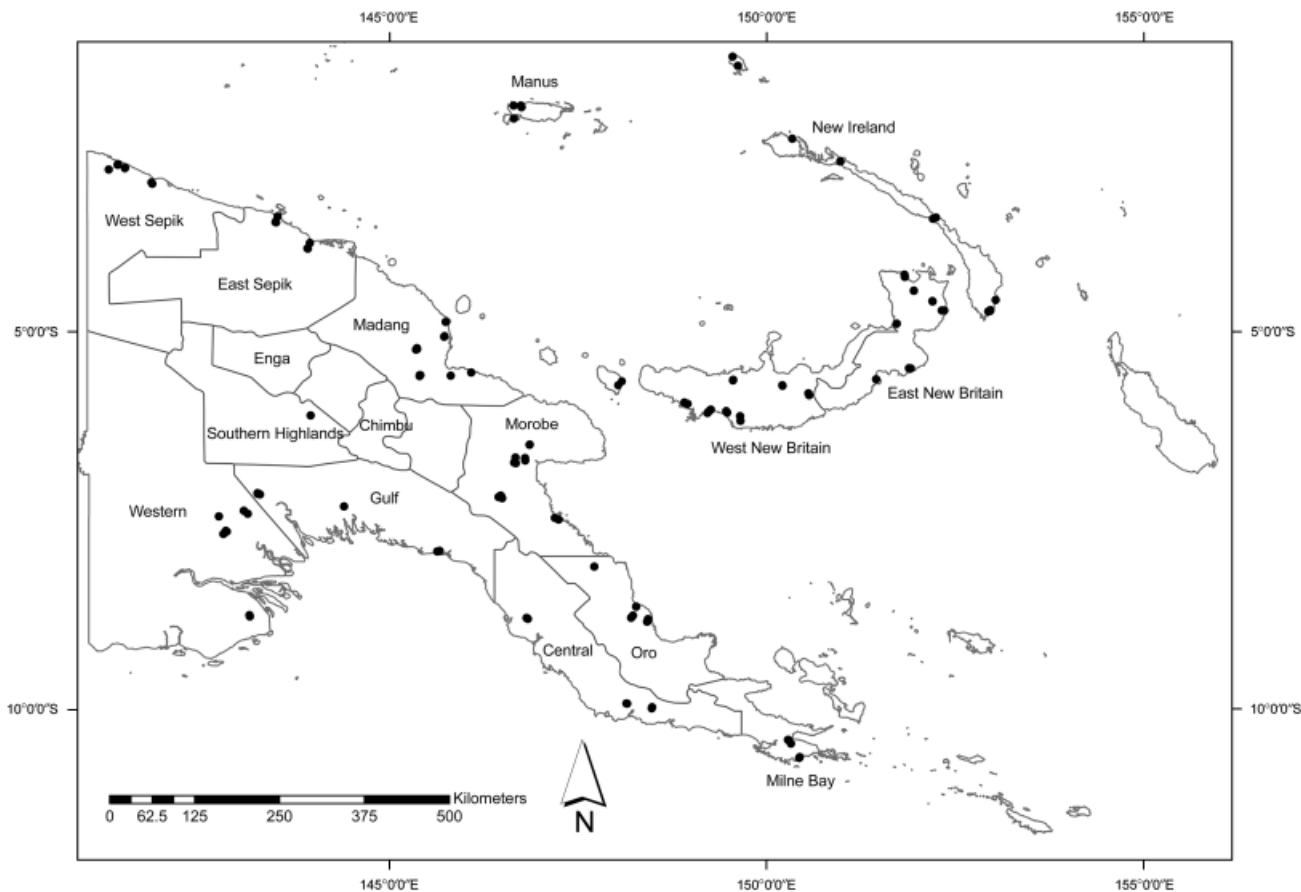 145°0'0"E 150°0'0"E 155°0'0"E
Manus
New Ireland
West Sepik
East Sepik
Madang
5°0'0"S 5°0'0"S
Enga
East New Britain
Southern Highlands Chimbu Morobe
West New Britain
Gulf
Western
Central Oro
10°0'0"S 10°0'0"S
Milne Bay
Kilometers
0 62.5 125 250 375 500
N
145°0'0"E 150°0'0"E 155°0'0"E